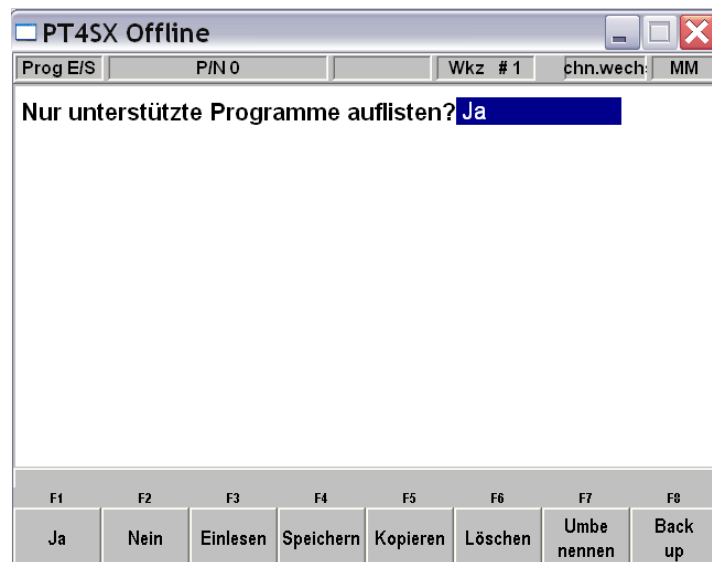 PT4SX Offline
Prog E/S P/N 0 Wkz # 1 chn.wechs MM
Nur unterstützte Programme auflisten? Ja
F1 F2 F3 F4 F5 F6 F7 F8
Ja Nein Einlesen Speichern Kopieren Löschen Umbe nennen Back up